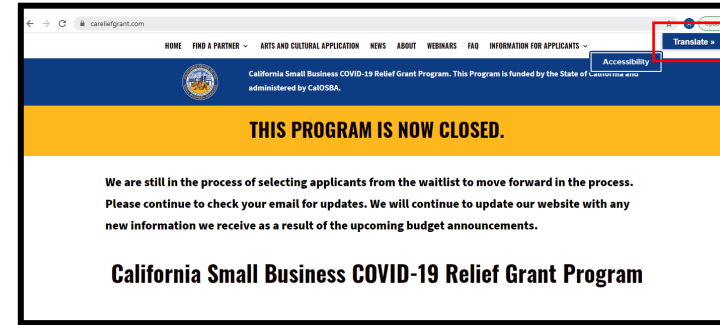 careliefgrant.com
Translate »
HOME FIND A PARTNER ARTS AND CULTURAL APPLICATION NEWS ABOUT WEBINARS FAQ INFORMATION FOR APPLICANTS
Accessibility
California Small Business COVID-19 Relief Grant Program. This Program is funded by the State of California and
administered by CalOSBA.
THIS PROGRAM IS NOW CLOSED.
We are still in the process of selecting applicants from the waitlist to move forward in the process.
Please continue to check your email for updates. We will continue to update our website with any
new information we receive as a result of the upcoming budget announcements.
California Small Business COVID-19 Relief Grant Program